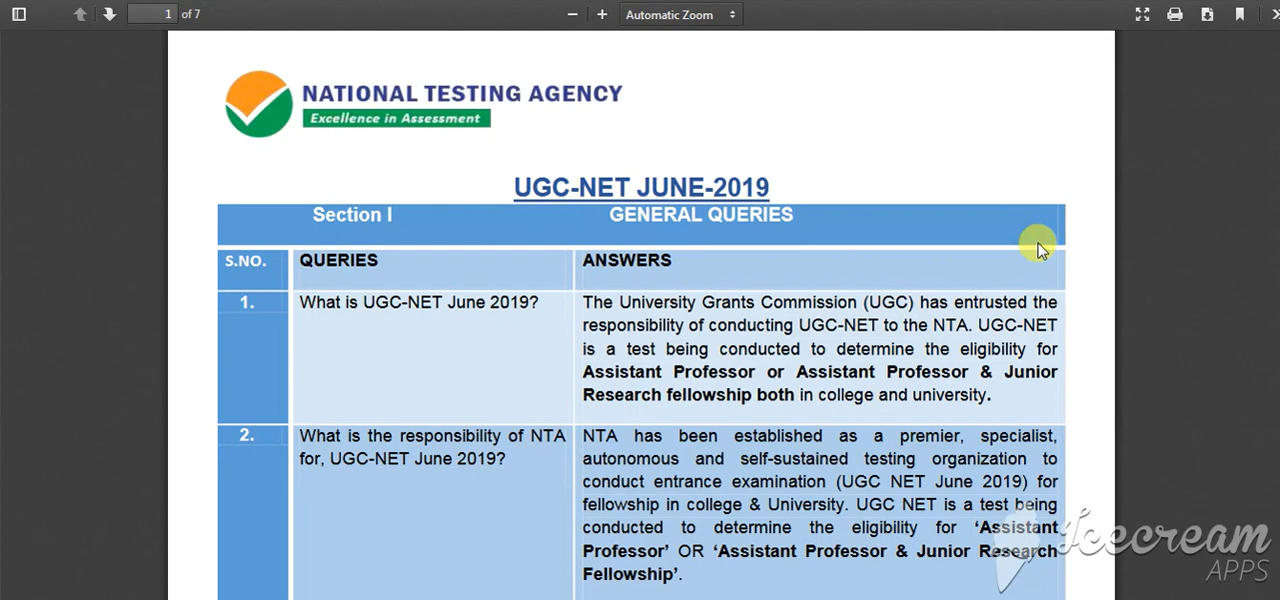 1 of 7 Automatic Zoom
NATIONAL TESTING AGENCY
Excellence in Assessment
UGC-NET JUNE-2019
Section I GENERAL QUERIES
S.NO. QUERIES ANSWERS
1. What is UGC-NET June 2019?
The University Grants Commission (UGC) has entrusted the
responsibility of conducting UGC-NET to the NTA. UGC-NET
is a test being conducted to determine the eligibility for
Assistant Professor or Assistant Professor & Junior
Research fellowship both in college and university.
2. What is the responsibility of NTA
for, UGC-NET June 2019?
NTA has been established as a premier, specialist,
autonomous and self-sustained testing organization to
conduct entrance examination (UGC NET June 2019) for
fellowship in college & University. UGC NET is a test being
conducted to determine the eligibility for ‘Assistant
Professor’ OR ‘Assistant Professor & Junior Research
Fellowship’.
Icecream
APPS